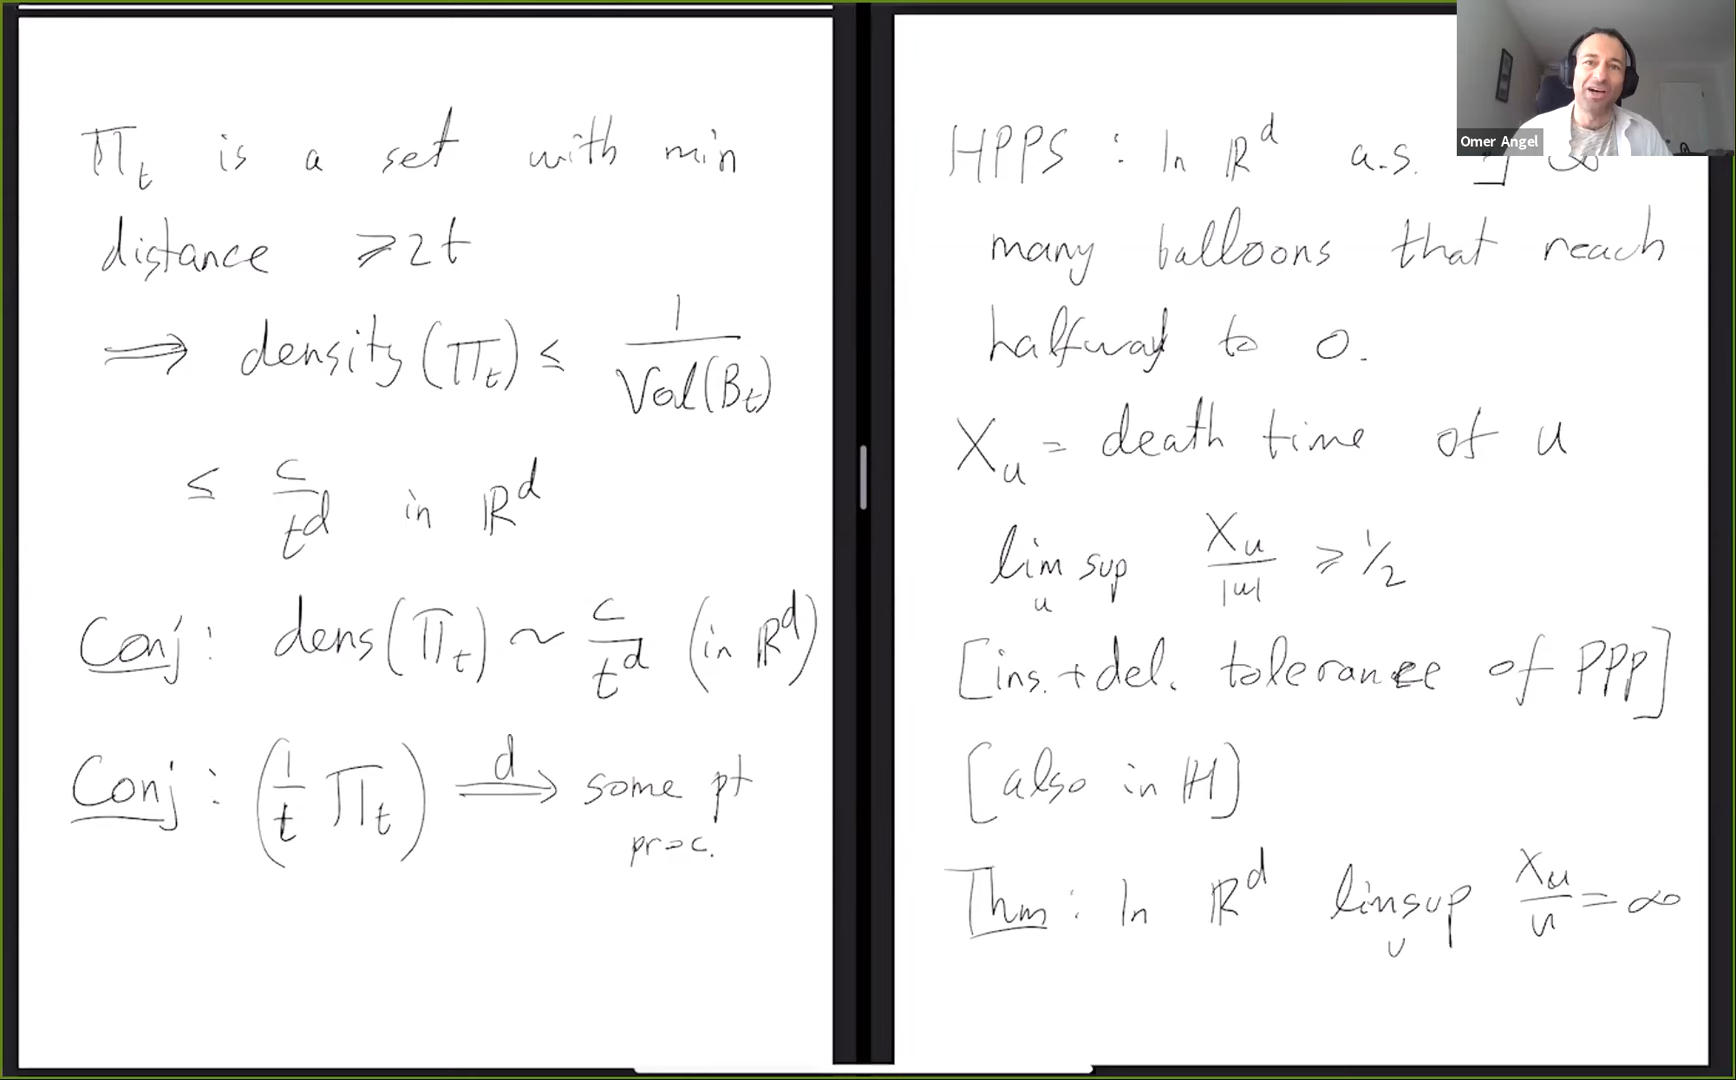 Π_t is a set with min
distance ⩾2t
⟹ density(Π_t) ≤ 1/Vol(B_t)
≤ c/t^d in ℝ^d
Conj: dens(Π_t) ~ c/t^d (in ℝ^d)
Conj: (1/t Π_t) ⟹^d some pt
proc.
HPPS: In ℝ^d a.s. ∃ ∞
many balloons that reach
halfway to 0.
X_u = death time of u
lim sup_u X_u/|u| ⩾ 1/2
[ins. + del. tolerance of PPP]
[also in ℍ]
Thm: In ℝ^d limsup_u X_u/u = ∞
Omer Angel